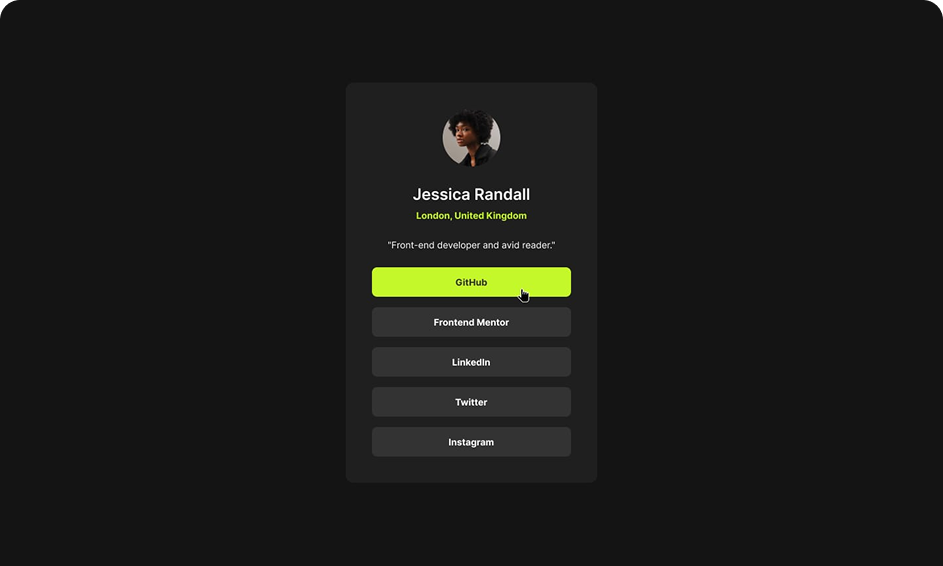 Jessica Randall
London, United Kingdom
"Front-end developer and avid reader."
GitHub
Frontend Mentor
LinkedIn
Twitter
Instagram